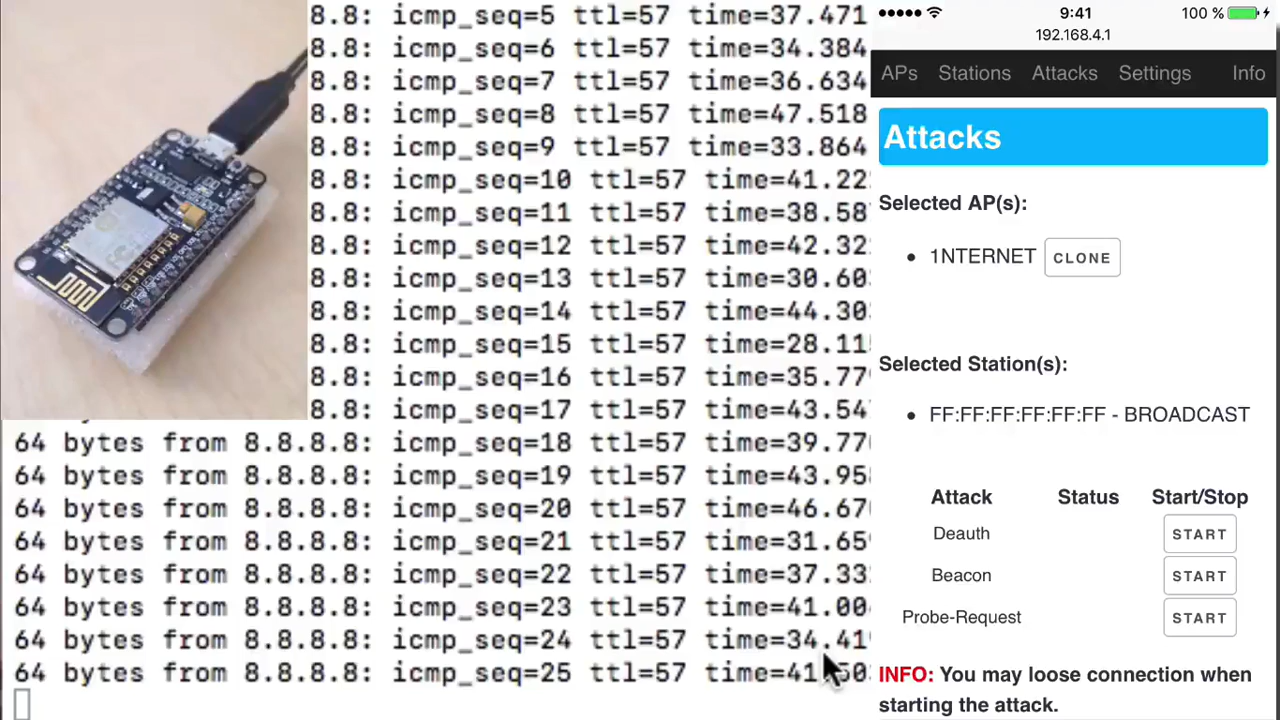 8.8: icmp_seq=5 ttl=57 time=37.471
8.8: icmp_seq=6 ttl=57 time=34.384
8.8: icmp_seq=7 ttl=57 time=36.634
8.8: icmp_seq=8 ttl=57 time=47.518
8.8: icmp_seq=9 ttl=57 time=33.864
8.8: icmp_seq=10 ttl=57 time=41.22
8.8: icmp_seq=11 ttl=57 time=38.58
8.8: icmp_seq=12 ttl=57 time=42.32
8.8: icmp_seq=13 ttl=57 time=30.60
8.8: icmp_seq=14 ttl=57 time=44.30
8.8: icmp_seq=15 ttl=57 time=28.11
8.8: icmp_seq=16 ttl=57 time=35.77
8.8: icmp_seq=17 ttl=57 time=43.54
64 bytes from 8.8.8.8: icmp_seq=18 ttl=57 time=39.77
64 bytes from 8.8.8.8: icmp_seq=19 ttl=57 time=43.95
64 bytes from 8.8.8.8: icmp_seq=20 ttl=57 time=46.67
64 bytes from 8.8.8.8: icmp_seq=21 ttl=57 time=31.65
64 bytes from 8.8.8.8: icmp_seq=22 ttl=57 time=37.33
64 bytes from 8.8.8.8: icmp_seq=23 ttl=57 time=41.00
64 bytes from 8.8.8.8: icmp_seq=24 ttl=57 time=34.41
64 bytes from 8.8.8.8: icmp_seq=25 ttl=57
9:41 100 %
192.168.4.1
APs Stations Attacks Settings Info
Attacks
Selected AP(s):
• 1NTERNET CLONE
Selected Station(s):
• FF:FF:FF:FF:FF:FF - BROADCAST
Attack Status Start/Stop
Deauth START
Beacon START
Probe-Request START
INFO: You may loose connection when
starting the attack.